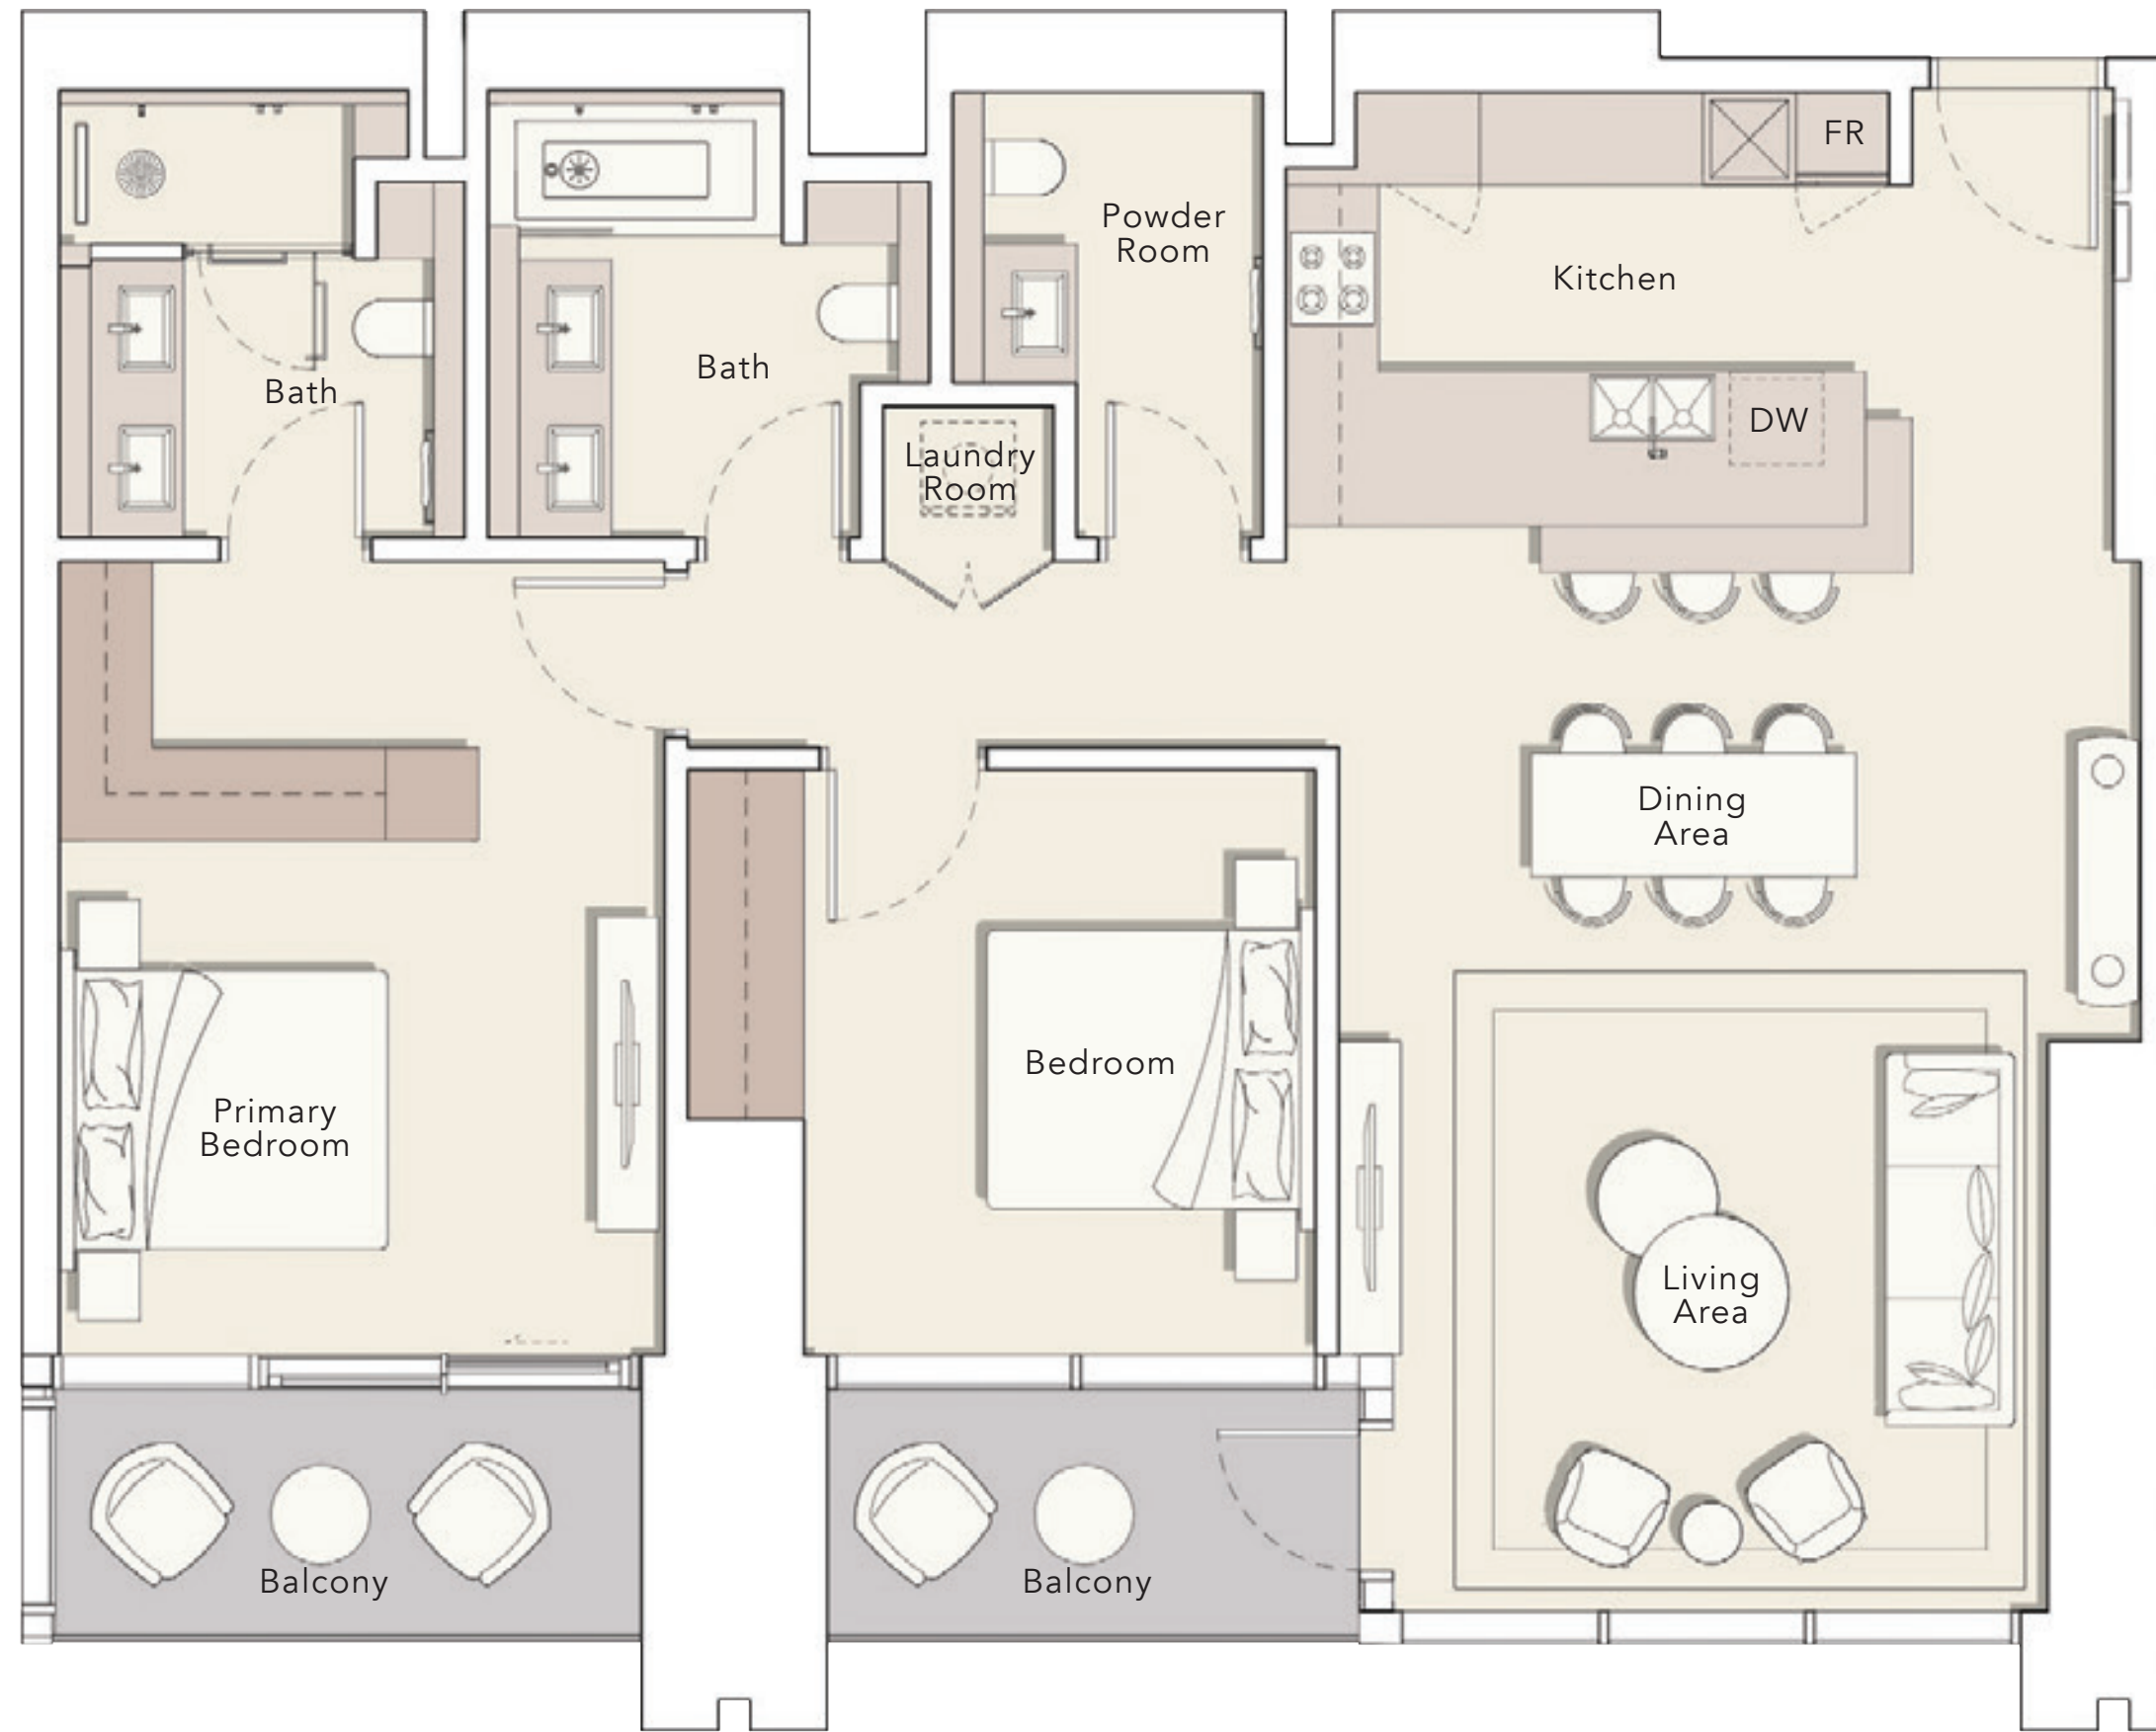 FR
Powder
Room
Kitchen
Bath
Bath
DW
Laundry
Room
Dining
Area
Bedroom
Primary
Bedroom
Living
Area
Balcony
Balcony